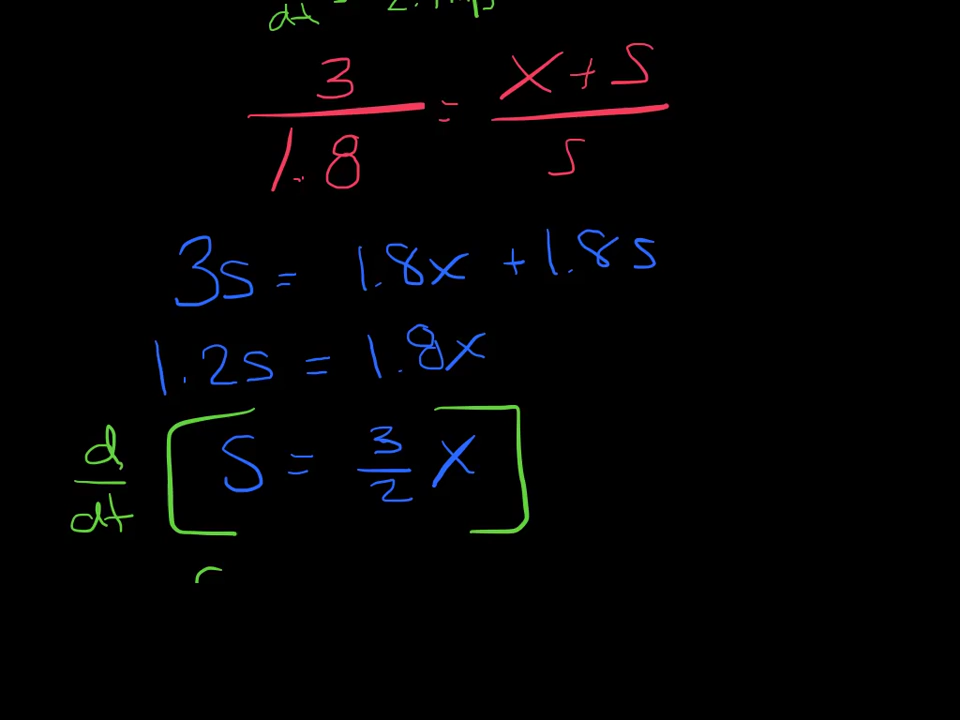 3/1.8 = x + s/s
3s = 1.8x + 1.8s
1.2s = 1.8x
d/dt [ s = 3/2 x ]